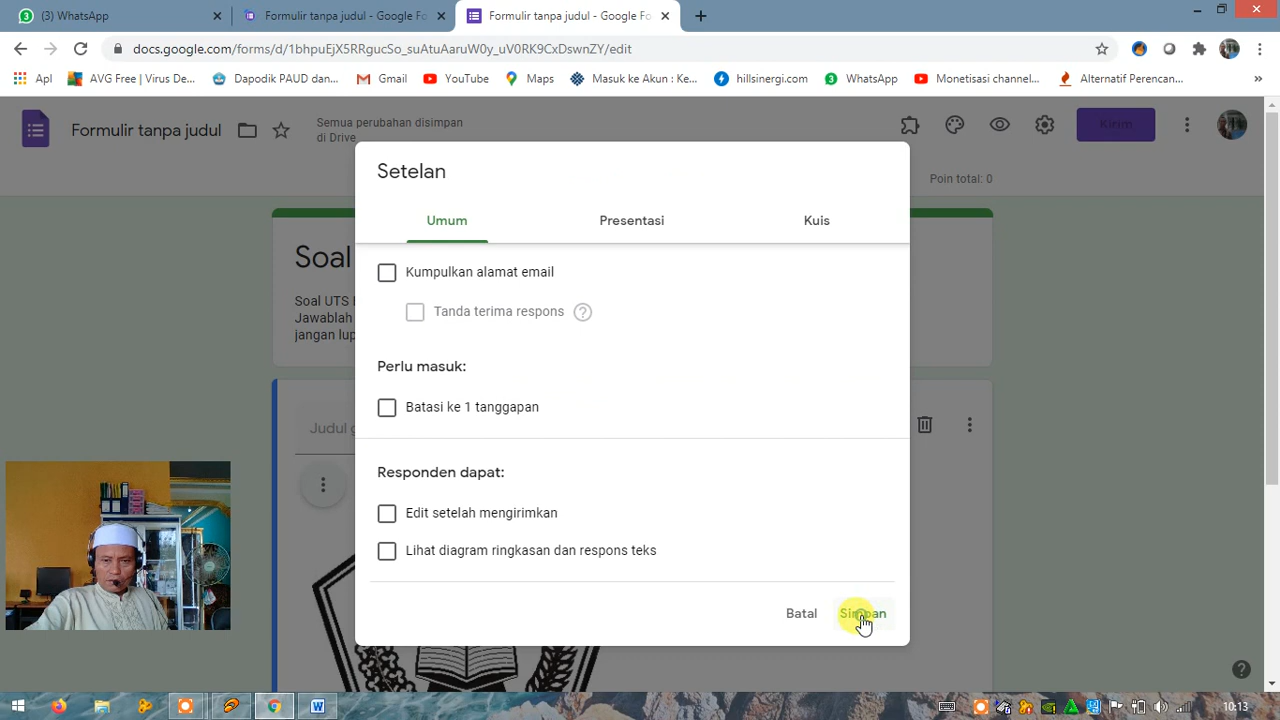 (3) WhatsApp
Formulir tanpa judul - Google Fo
Formulir tanpa judul - Google Fo
docs.google.com/forms/d/1bhpuEjX5RRgucSo_suAtuAaruW0y_uV0RK9CxDswnZY/edit
Apl
AVG Free | Virus De...
Dapodik PAUD dan...
Gmail
YouTube
Maps
Masuk ke Akun : Ke...
hillsinergi.com
WhatsApp
Monetisasi channel...
Alternatif Perencan...
Formulir tanpa judul
Semua perubahan disimpan
di Drive
Kirim
Poin total: 0
Setelan
Umum
Presentasi
Kuis
Kumpulkan alamat email
Tanda terima respons
Perlu masuk:
Batasi ke 1 tanggapan
Responden dapat:
Edit setelah mengirimkan
Lihat diagram ringkasan dan respons teks
Batal
Simpan
Soal
Soal UTS
Jawablah
jangan lup
Judul
10:13